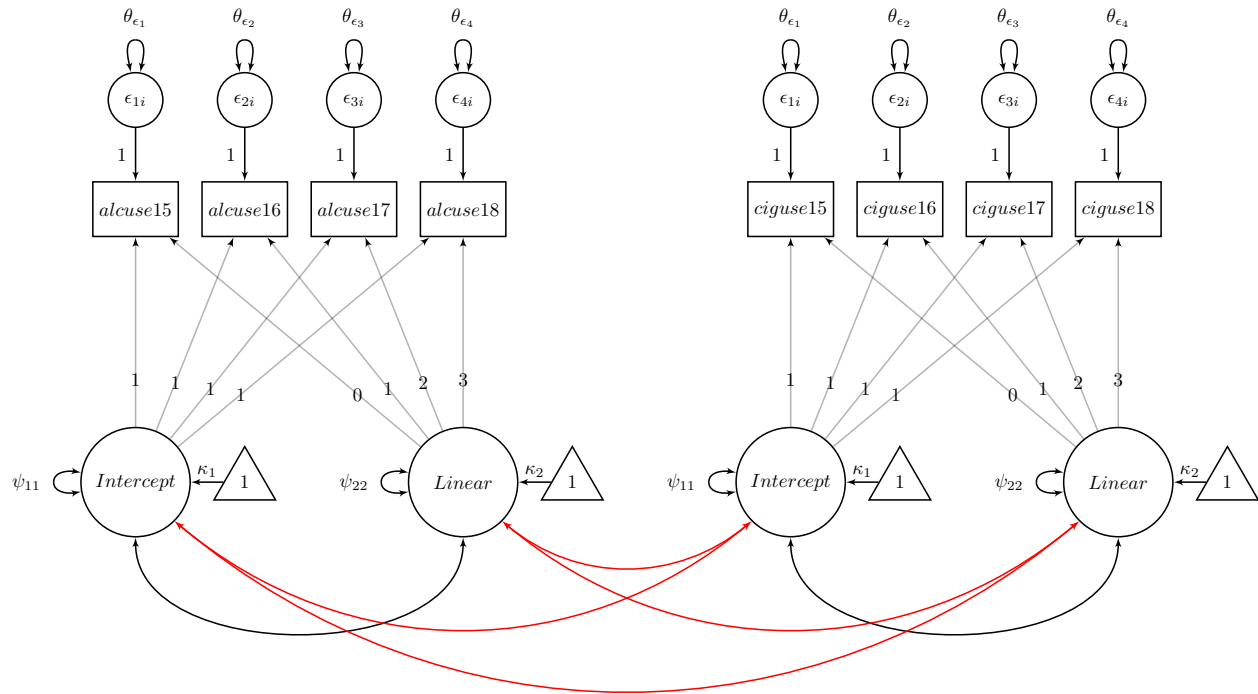 θϵ1 θϵ2 θϵ3 θϵ4 θϵ1 θϵ2 θϵ3 θϵ4
ϵ1i ϵ2i ϵ3i ϵ4i ϵ1i ϵ2i ϵ3i ϵ4i
1 1 1 1 1 1 1 1
alcuse15 alcuse16 alcuse17 alcuse18 ciguse15 ciguse16 ciguse17 ciguse18
1 1 1 1 0 1 2 3 1 1 1 1 0 1 2 3
ψ11 Intercept κ1 1 ψ22 Linear κ2 1 ψ11 Intercept κ1 1 ψ22 Linear κ2 1